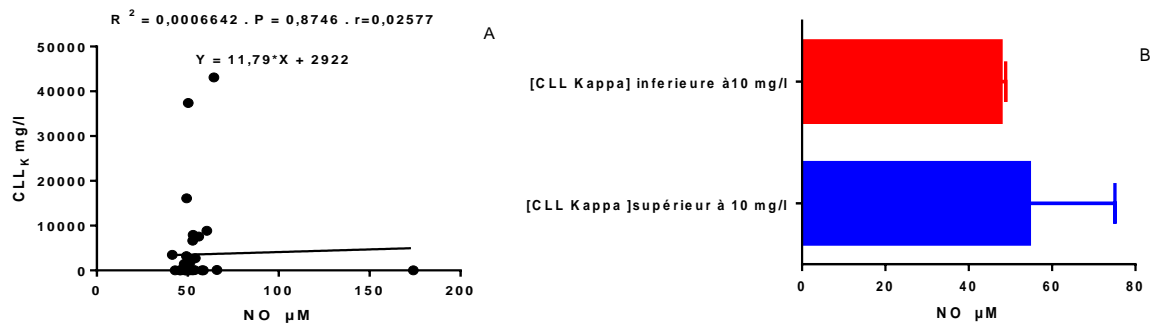 R 2 = 0,0006642 . P = 0,8746 . r=0,02577
A
Y = 11,79*X + 2922
50000
40000
30000
20000
10000
0
CLLK mg/l
0 50 100 150 200
NO µM
B
[CLL Kappa] inferieure à10 mg/l
[CLL Kappa ]supérieur à 10 mg/l
0 20 40 60 80
NO µM